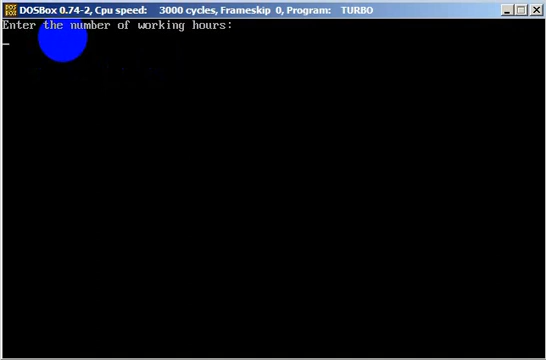 DOSBox 0.74-2, Cpu speed: 3000 cycles, Frameskip 0, Program: TURBO
Enter the number of working hours: